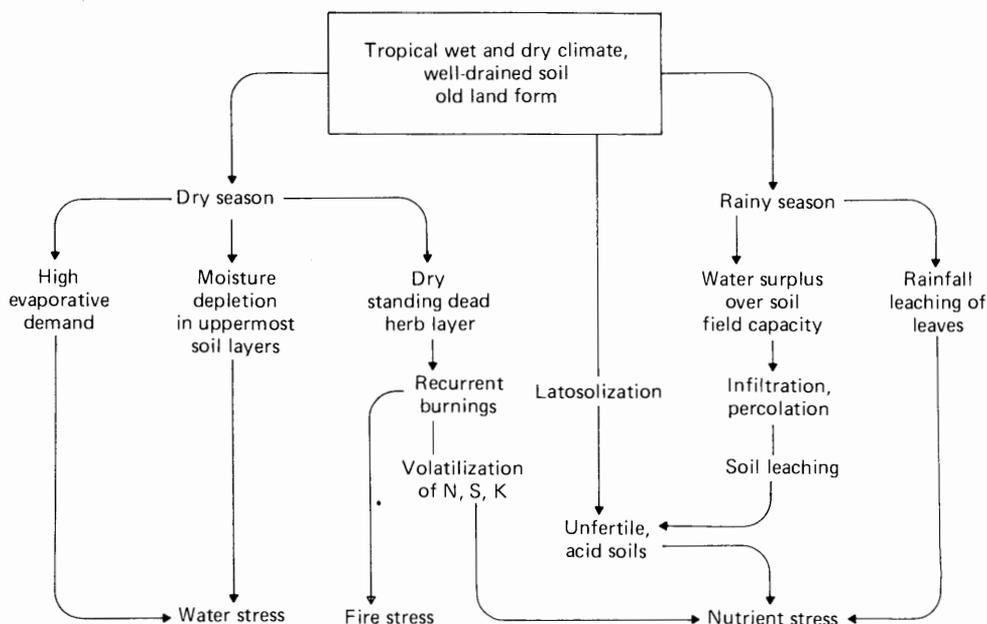 Tropical wet and dry climate,
well-drained soil
old land form
Dry season
Rainy season
High
evaporative
demand
Moisture
depletion
in uppermost
soil layers
Dry
standing dead
herb layer
Water surplus
over soil
field capacity
Rainfall
leaching of
leaves
Recurrent
burnings
Latosolization
Infiltration,
percolation
Volatilization
of N, S, K
Soil leaching
Unfertile,
acid soils
Water stress
Fire stress
Nutrient stress